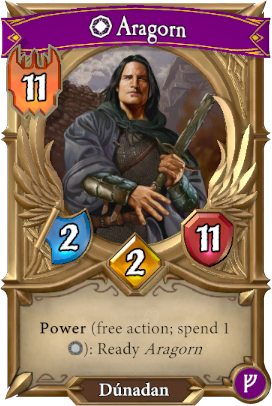 Aragorn
11
2
2
11
Power (free action; spend 1
): Ready Aragorn
Dúnadan
ᚠ